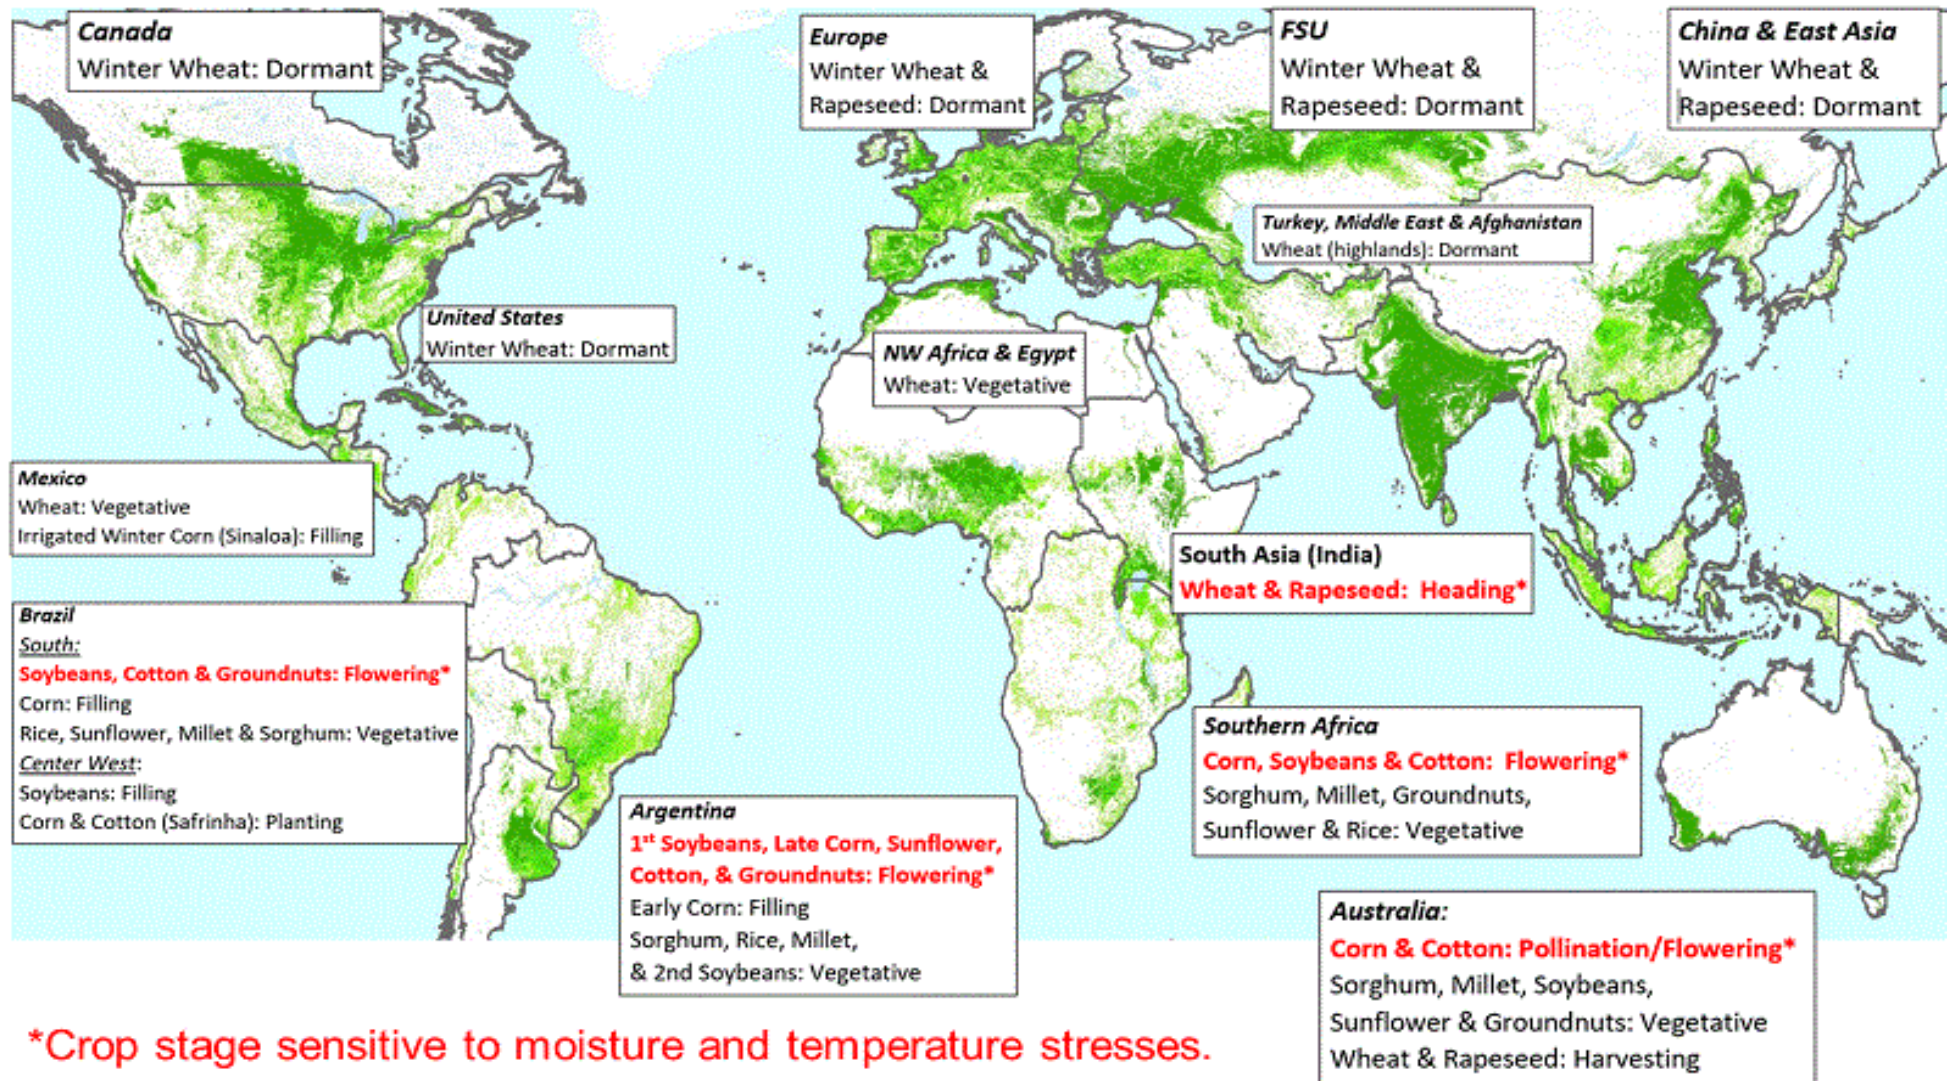 Canada
Winter Wheat: Dormant
Europe
Winter Wheat &
Rapeseed: Dormant
FSU
Winter Wheat &
Rapeseed: Dormant
China & East Asia
Winter Wheat &
Rapeseed: Dormant
Turkey, Middle East & Afghanistan
Wheat (highlands): Dormant
United States
Winter Wheat: Dormant
NW Africa & Egypt
Wheat: Vegetative
Mexico
Wheat: Vegetative
Irrigated Winter Corn (Sinaloa): Filling
South Asia (India)
Wheat & Rapeseed: Heading*
Brazil
South:
Soybeans, Cotton & Groundnuts: Flowering*
Corn: Filling
Rice, Sunflower, Millet & Sorghum: Vegetative
Center West:
Soybeans: Filling
Corn & Cotton (Safrinha): Planting
Southern Africa
Corn, Soybeans & Cotton: Flowering*
Sorghum, Millet, Groundnuts,
Sunflower & Rice: Vegetative
Argentina
1st Soybeans, Late Corn, Sunflower,
Cotton, & Groundnuts: Flowering*
Early Corn: Filling
Sorghum, Rice, Millet,
& 2nd Soybeans: Vegetative
Australia:
Corn & Cotton: Pollination/Flowering*
Sorghum, Millet, Soybeans,
Sunflower & Groundnuts: Vegetative
Wheat & Rapeseed: Harvesting
*Crop stage sensitive to moisture and temperature stresses.